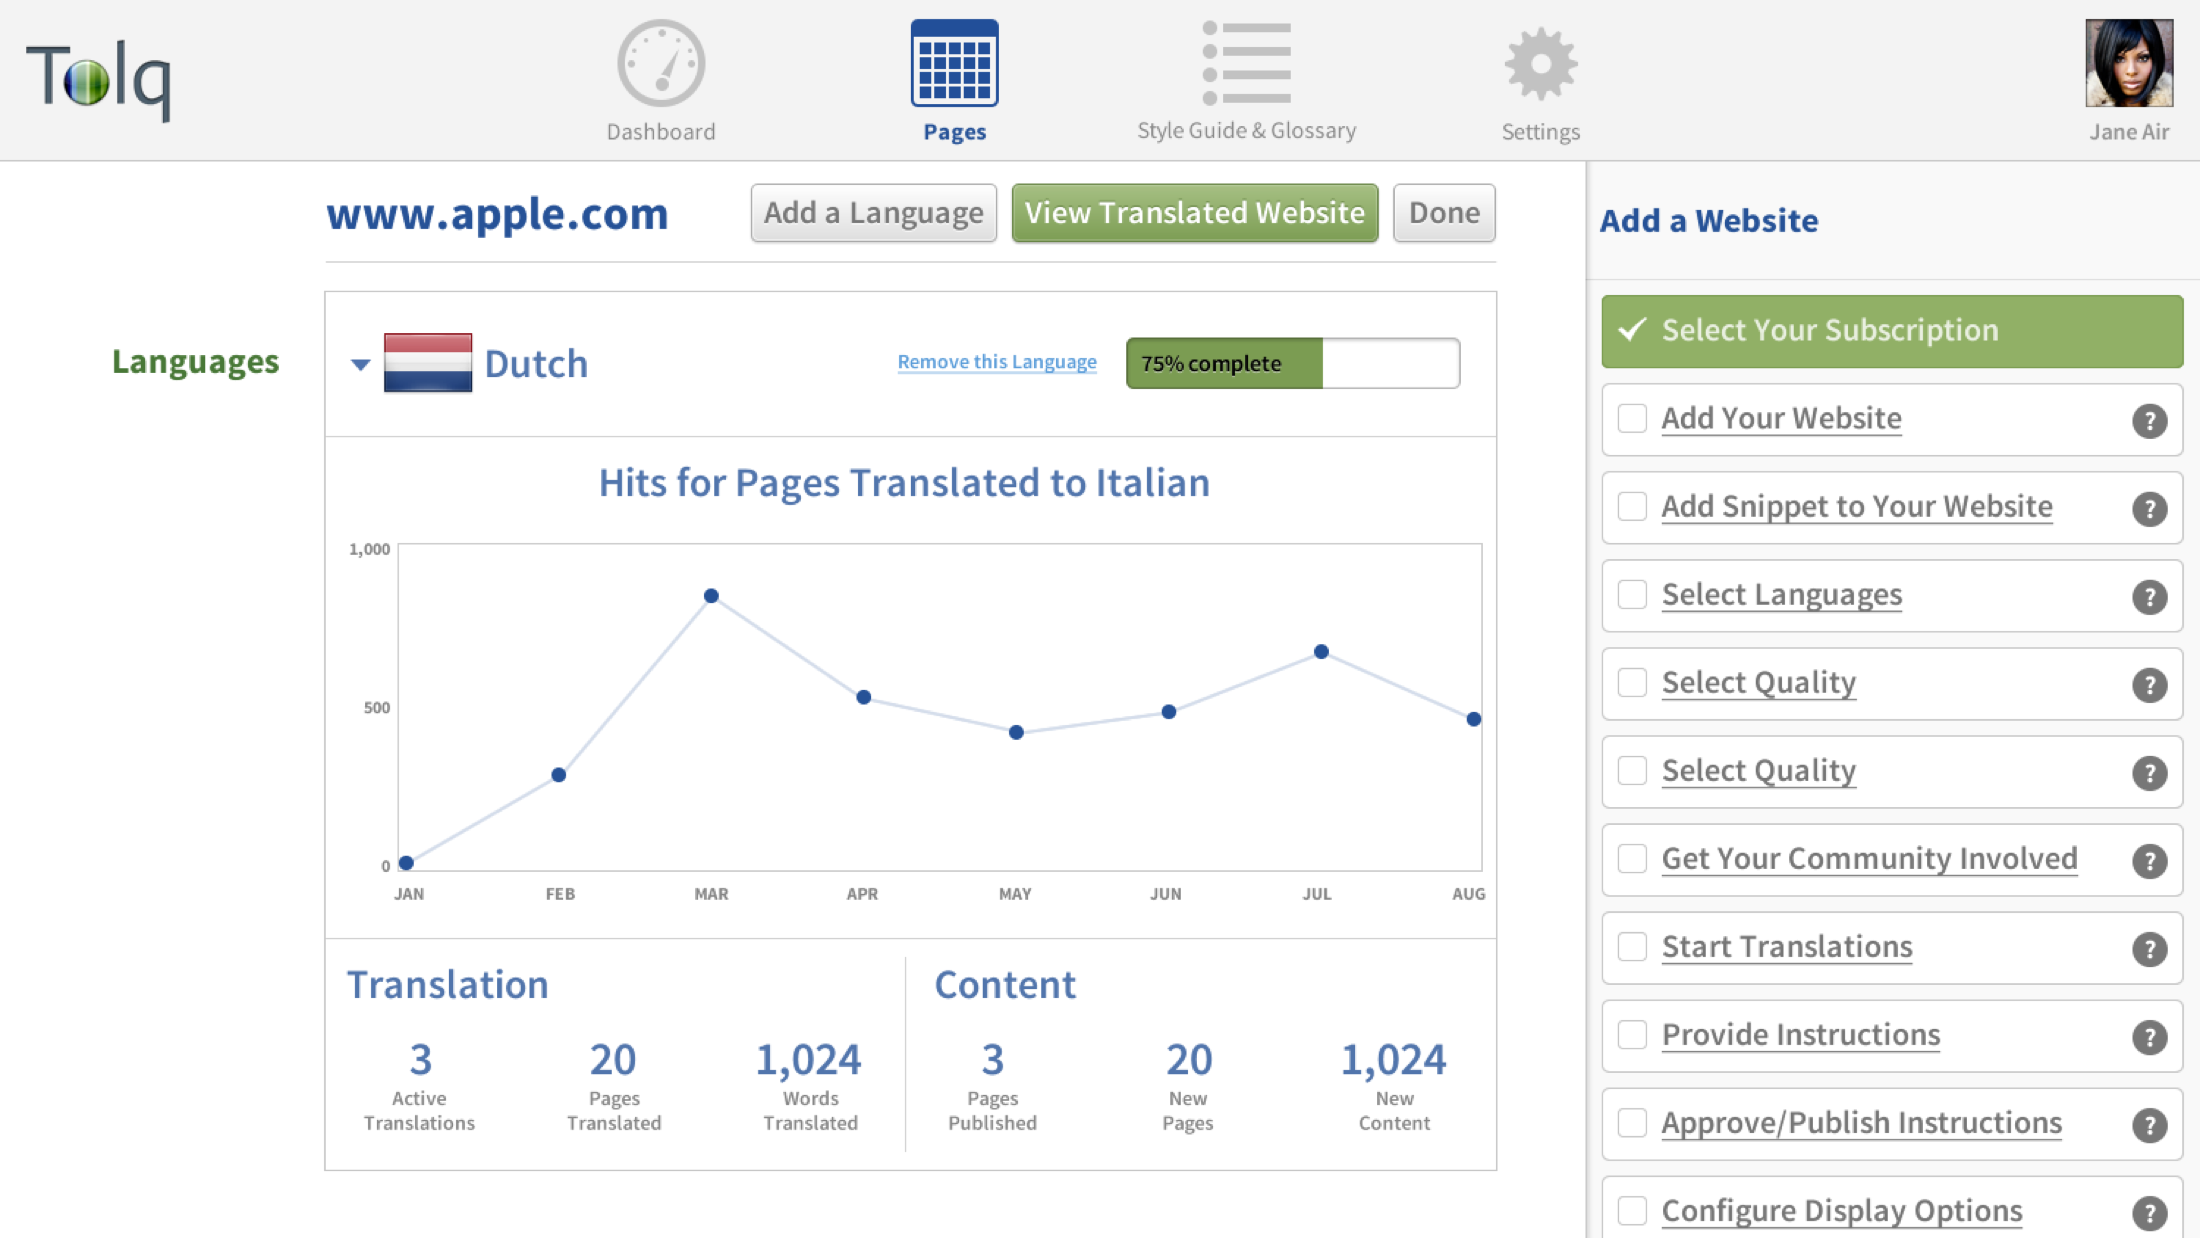 Tolq
Dashboard
Pages
Style Guide & Glossary
Settings
Jane Air
www.apple.com
Add a Language
View Translated Website
Done
Languages
Dutch
Remove this Language
75% complete
Hits for Pages Translated to Italian
1,000
500
0
JAN FEB MAR APR MAY JUN JUL AUG
Translation
3
Active
Translations
20
Pages
Translated
1,024
Words
Translated
Content
3
Pages
Published
20
New
Pages
1,024
New
Content
Add a Website
Select Your Subscription
Add Your Website ?
Add Snippet to Your Website ?
Select Languages ?
Select Quality ?
Select Quality ?
Get Your Community Involved ?
Start Translations ?
Provide Instructions ?
Approve/Publish Instructions ?
Configure Display Options ?